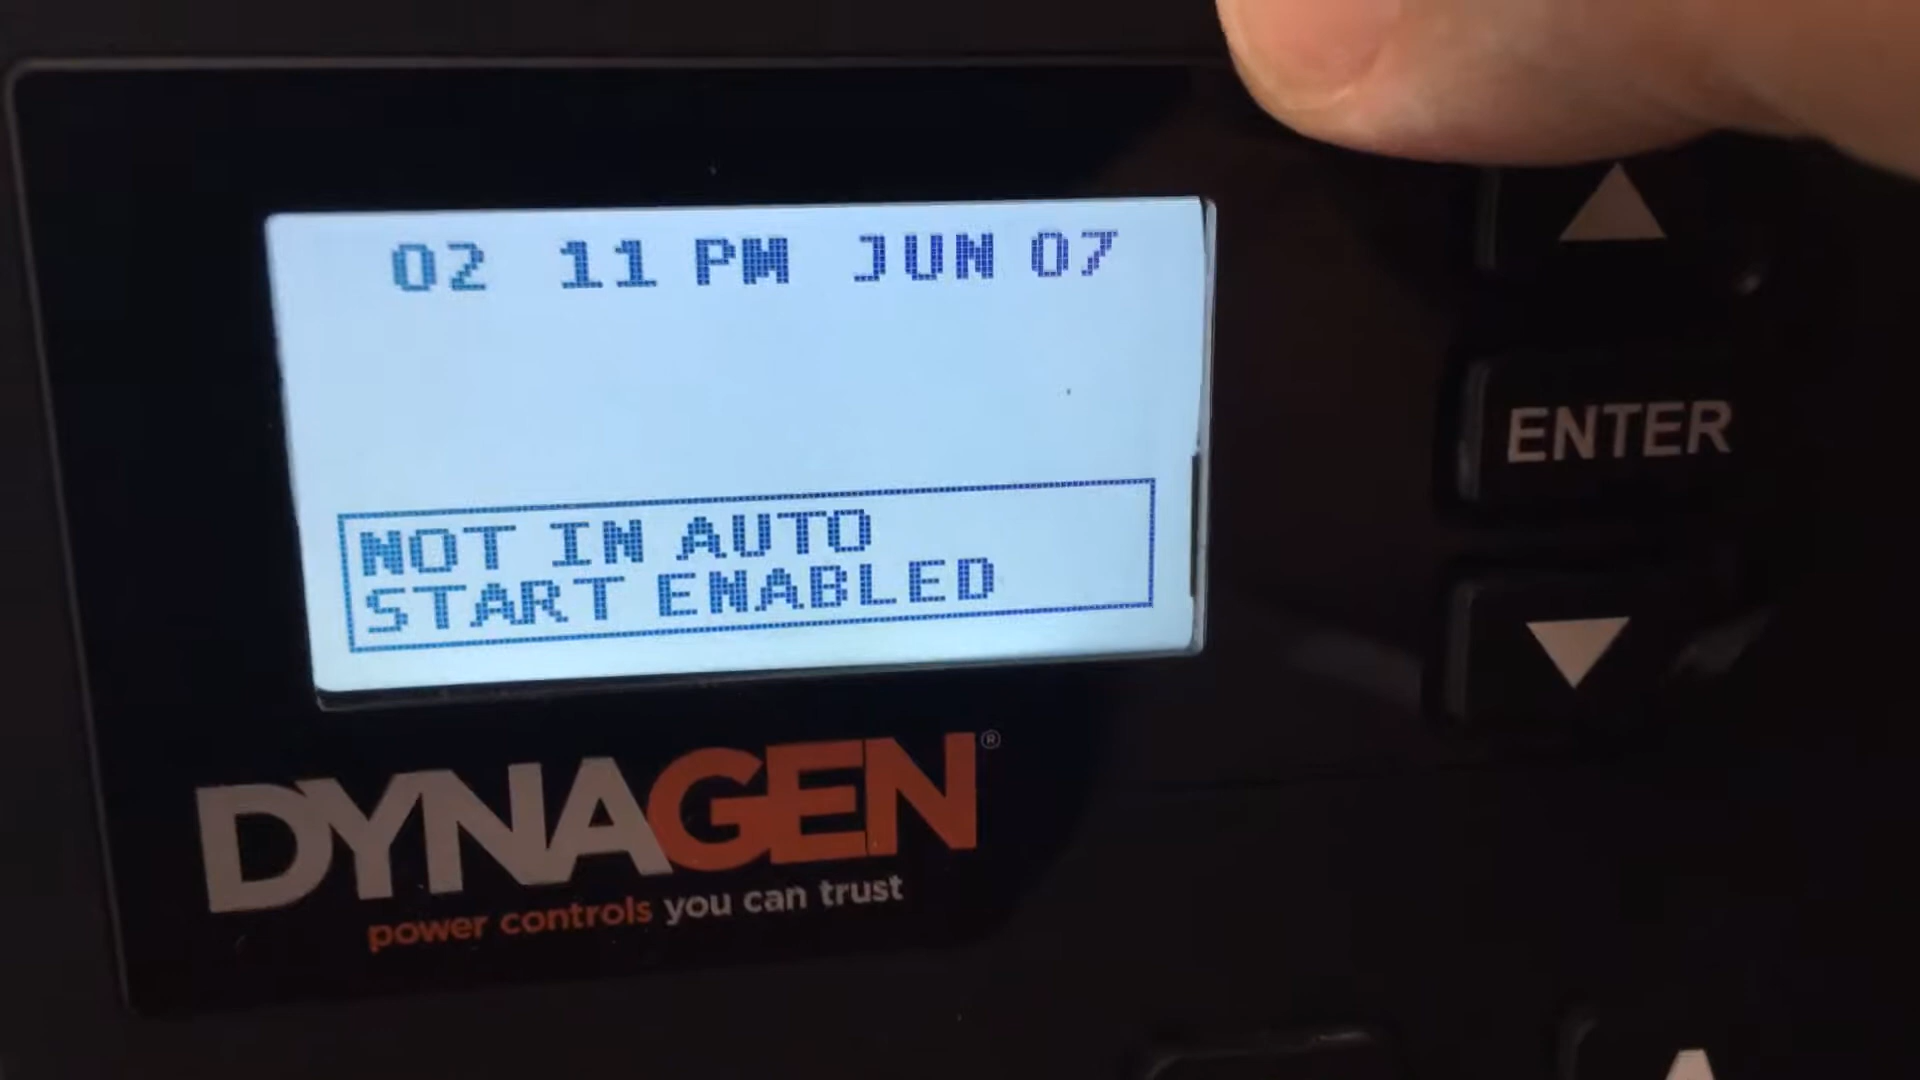 02 11 PM JUN 07
NOT IN AUTO
START ENABLED
ENTER
DYNAGEN®
power controls you can trust